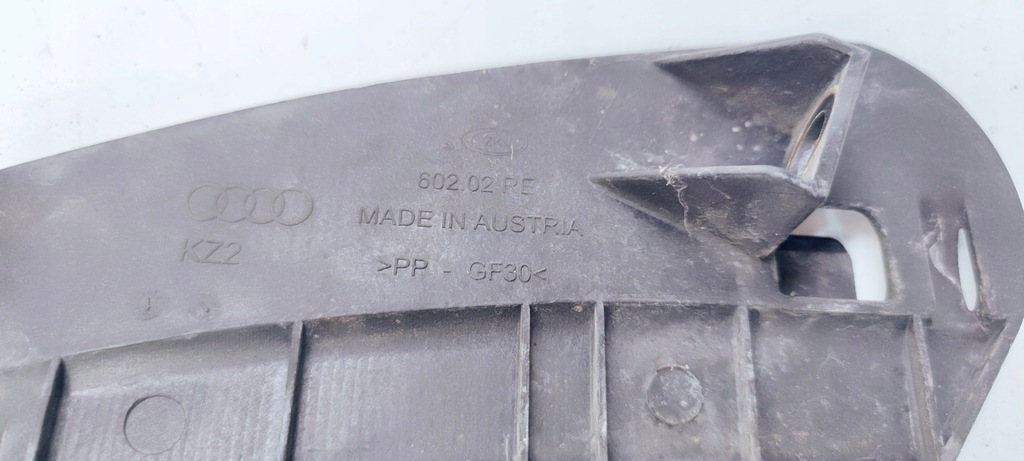 602.02 RE
MADE IN AUSTRIA
KZ2
>PP - GF30<